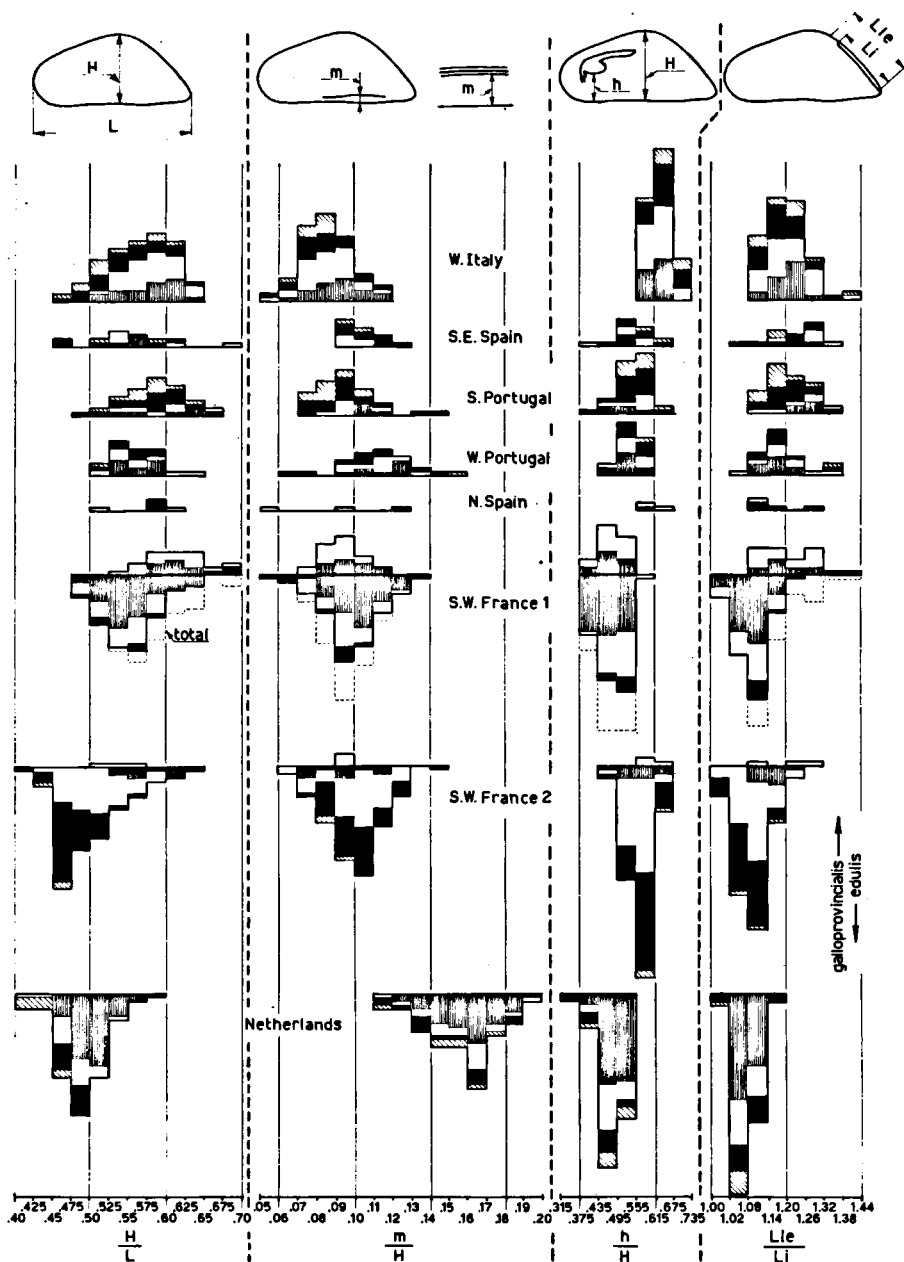 H
L
m
m
h
H
Lle
Li
W. Italy
S.E. Spain
S. Portugal
W. Portugal
N. Spain
S.W. France 1
total
S.W. France 2
galloprovincialis
edulis
Netherlands
.425 .475 .525 .575 .625 .675
.40 .45 .50 .55 .60 .65 .70
H
L
.05 .07 .09 .11 .13 .15 .17 .19
.06 .08 .10 .12 .14 .16 .18 .20
m
H
.315 .435 .555 .675
.375 .495 .615 .735
h
H
1.00 1.08 1.20 1.32 1.44
1.02 1.14 1.26 1.38
Lle
Li